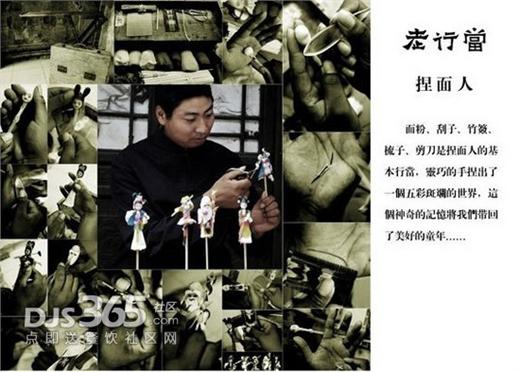 老行當
捏面人
面粉、刮子、竹簽、
梳子、剪刀是捏面人的基
本行當，靈巧的手捏出了
一個五彩斑斕的世界，這
個神奇的記憶將我們帶回
了美好的童年……
DJS365社区.com
点即送餐饮社区网